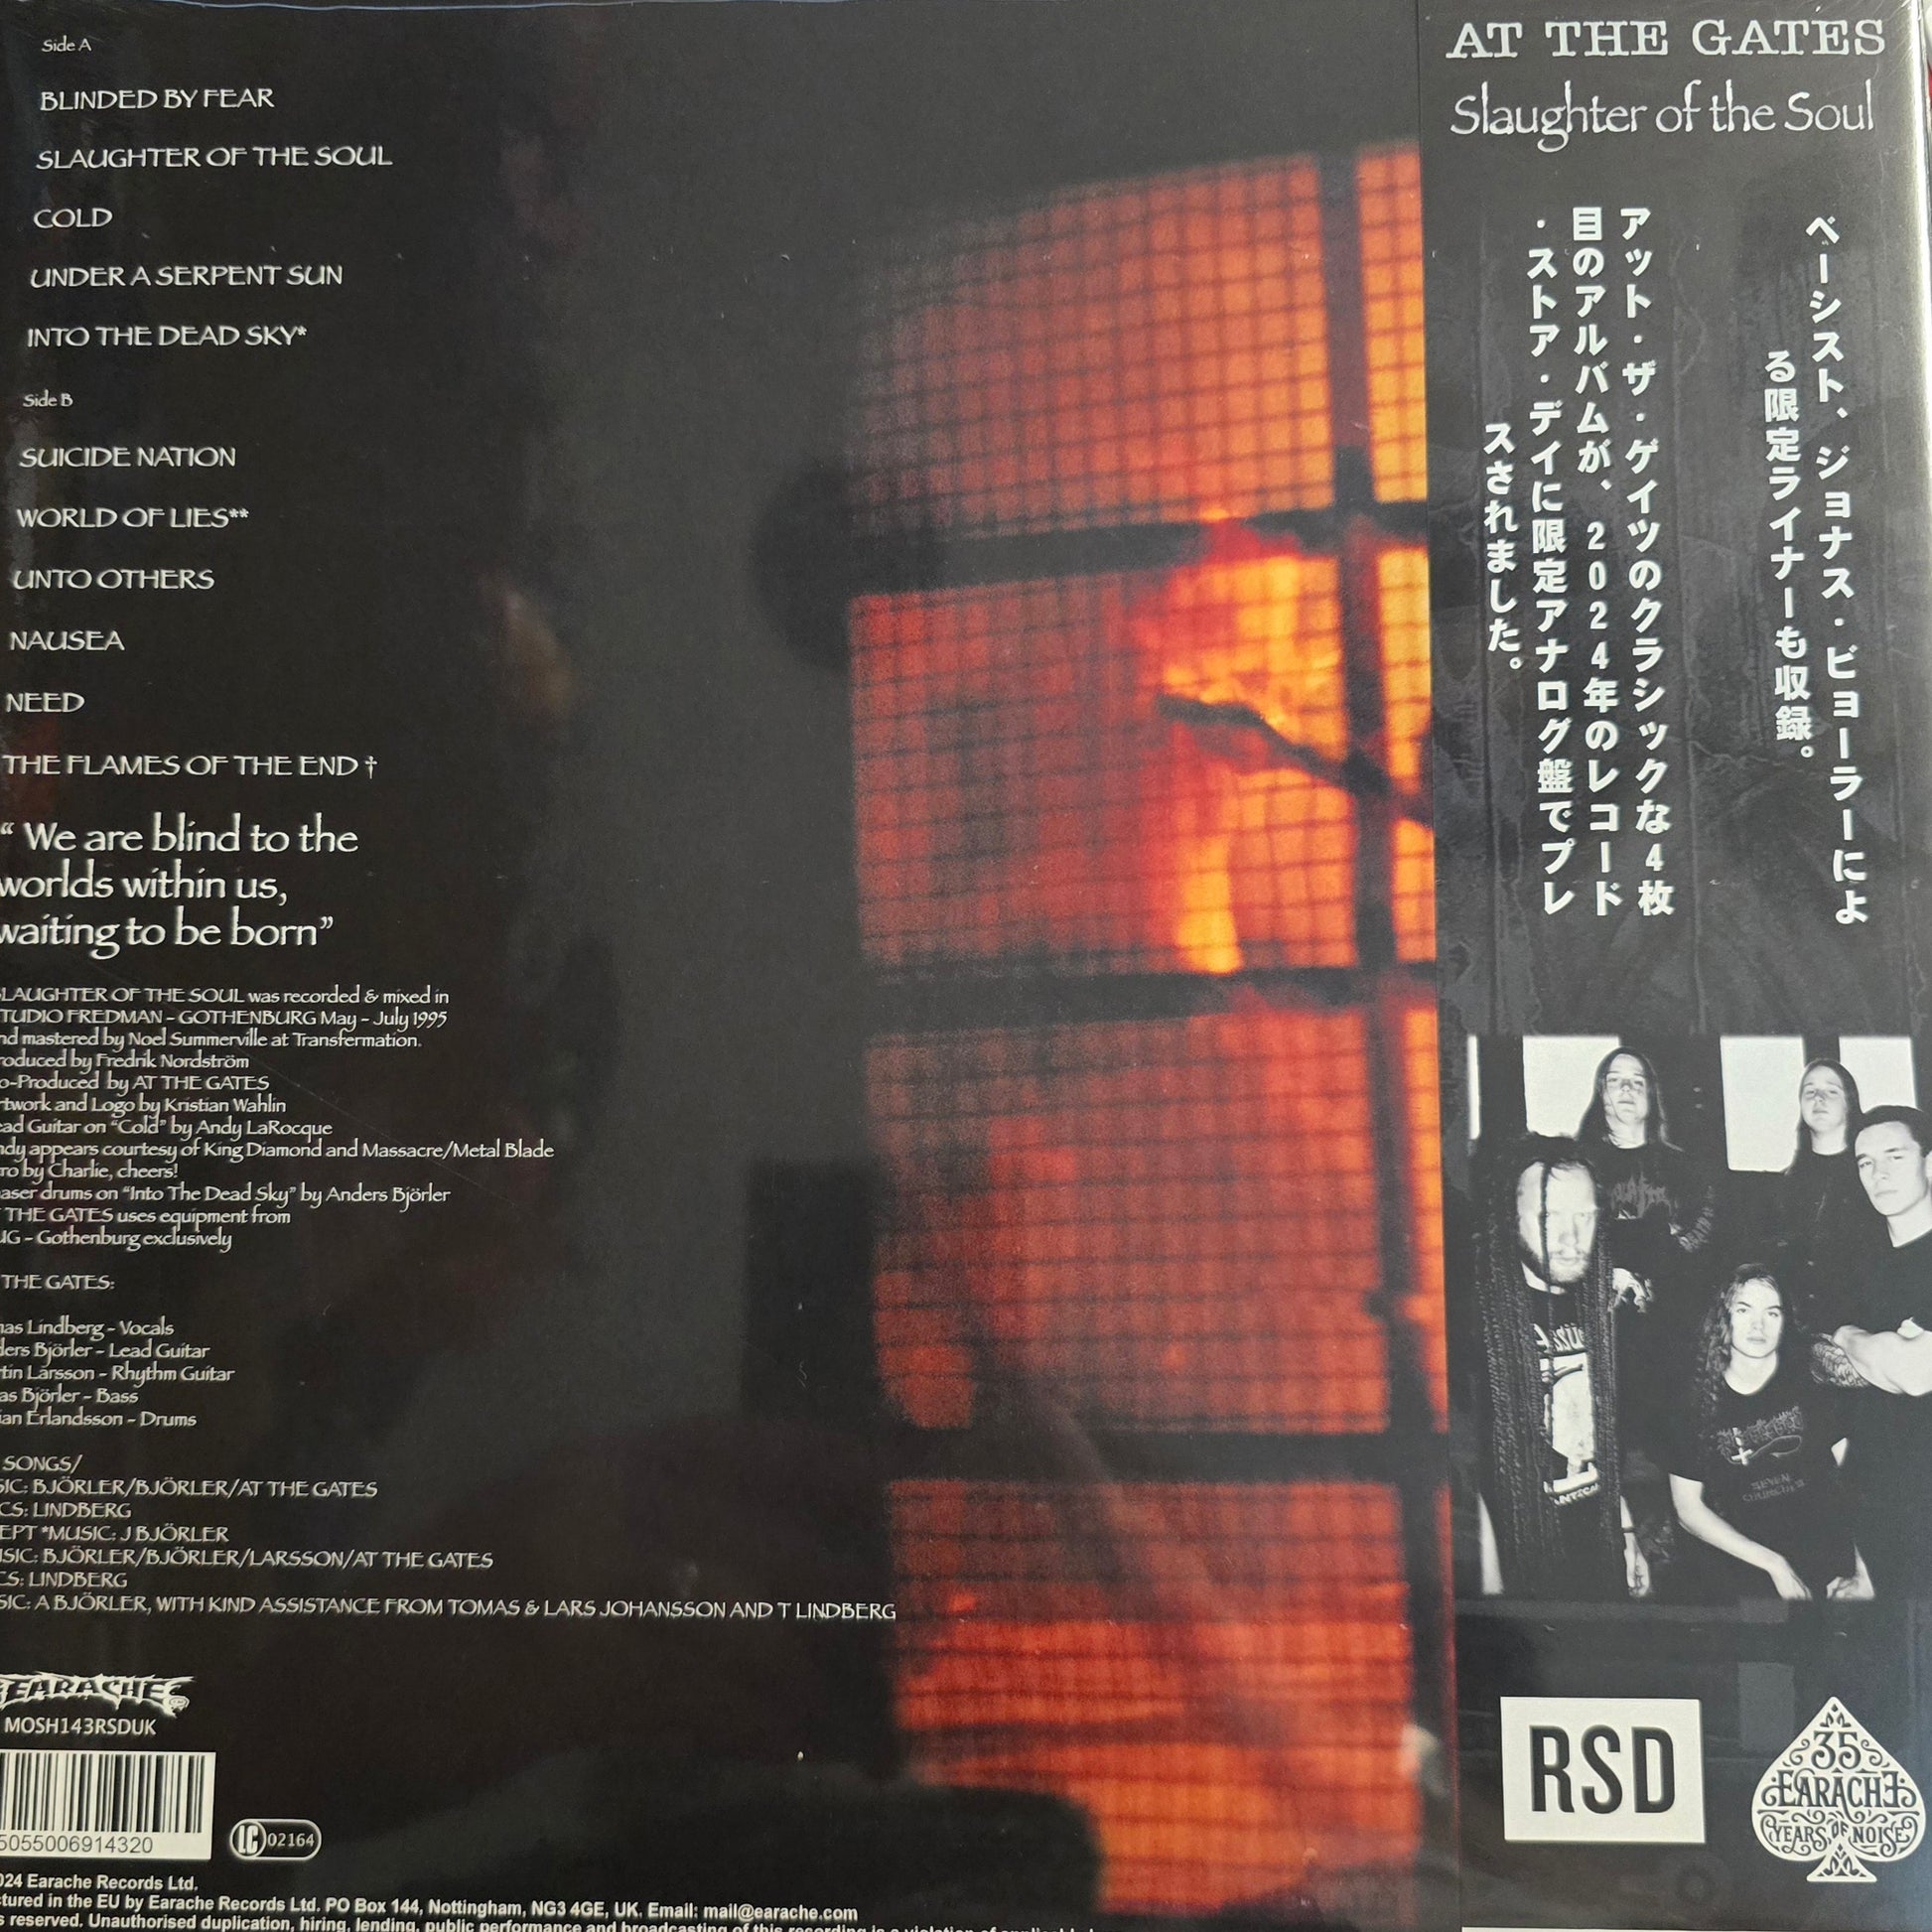 Side A
BLINDED BY FEAR
SLAUGHTER OF THE SOUL
COLD
UNDER A SERPENT SUN
INTO THE DEAD SKY*
Side B
SUICIDE NATION
WORLD OF LIES**
UNTO OTHERS
NAUSEA
NEED
THE FLAMES OF THE END †
“ We are blind to the
worlds within us,
waiting to be born”
SLAUGHTER OF THE SOUL was recorded & mixed in
STUDIO FREDMAN - GOTHENBURG May - July 1995
nd mastered by Noel Summerville at Transfermation.
roduced by Fredrik Nordström
o-Produced by AT THE GATES
rtwork and Logo by Kristian Wahlin
ead Guitar on “Cold” by Andy LaRocque
ndy appears courtesy of King Diamond and Massacre/Metal Blade
ro by Charlie, cheers!
aser drums on “Into The Dead Sky” by Anders Björler
THE GATES uses equipment from
UG - Gothenburg exclusively
THE GATES:
mas Lindberg - Vocals
ders Björler - Lead Guitar
rtin Larsson - Rhythm Guitar
as Björler - Bass
ian Erlandsson - Drums
SONGS/
SIC: BJÖRLER/BJÖRLER/AT THE GATES
CS: LINDBERG
EPT *MUSIC: J BJÖRLER
SIC: BJÖRLER/BJÖRLER/LARSSON/AT THE GATES
CS: LINDBERG
SIC: A BJÖRLER, WITH KIND ASSISTANCE FROM TOMAS & LARS JOHANSSON AND T LINDBERG
EARACHE
MOSH143RSDUK
5055006914320
LC 02164
024 Earache Records Ltd.
ctured in the EU by Earache Records Ltd. PO Box 144, Nottingham, NG3 4GE, UK. Email: mail@earache.com
s reserved. Unauthorised duplication, hiring, lending, public performance and broadcasting of this recording is a violation of
AT THE GATES
Slaughter of the Soul
ベーシスト、ジョナス・ビョーラーによ
る限定ライナーも収録。
アット・ザ・ゲイツのクラシックな4枚
目のアルバムが、2024年のレコード
・ストア・デイに限定アナログ盤でプレ
スされました。
RSD
35
EARACHE
YEARS OF NOISE